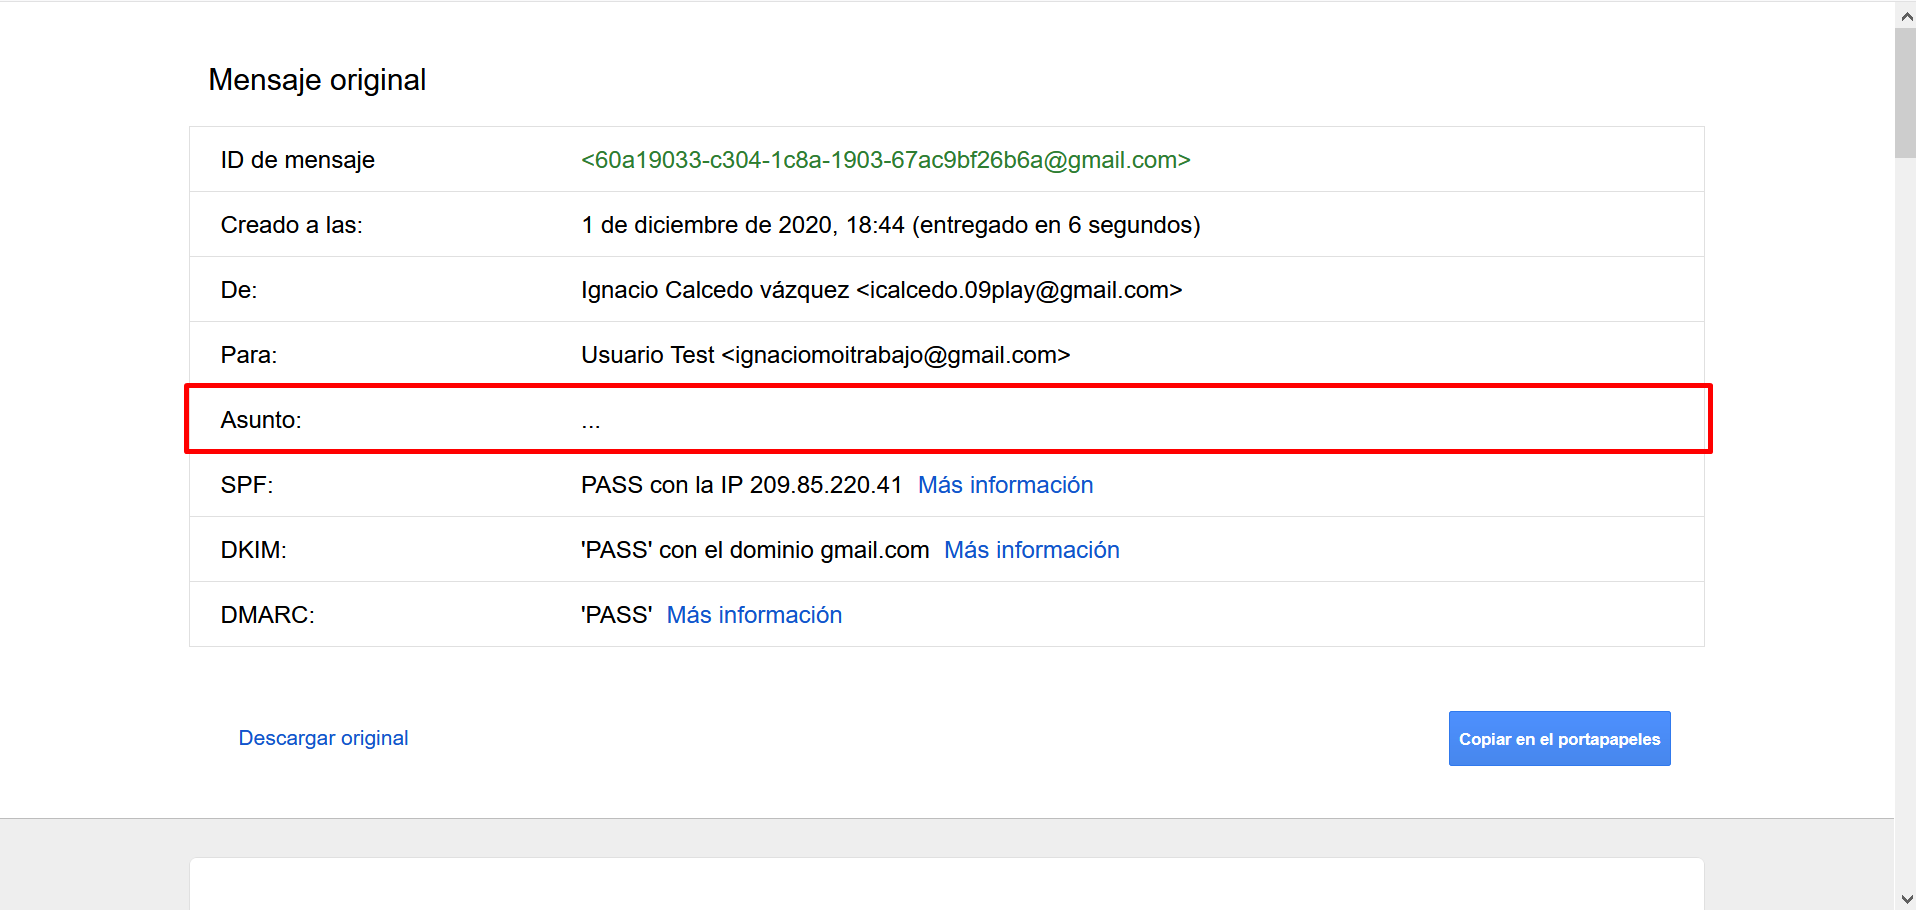 Mensaje original
ID de mensaje <60a19033-c304-1c8a-1903-67ac9bf26b6a@gmail.com>
Creado a las: 1 de diciembre de 2020, 18:44 (entregado en 6 segundos)
De: Ignacio Calcedo vázquez <icalcedo.09play@gmail.com>
Para: Usuario Test <ignaciomoitrabajo@gmail.com>
Asunto: ...
SPF: PASS con la IP 209.85.220.41 Más información
DKIM: 'PASS' con el dominio gmail.com Más información
DMARC: 'PASS' Más información
Descargar original Copiar en el portapapeles